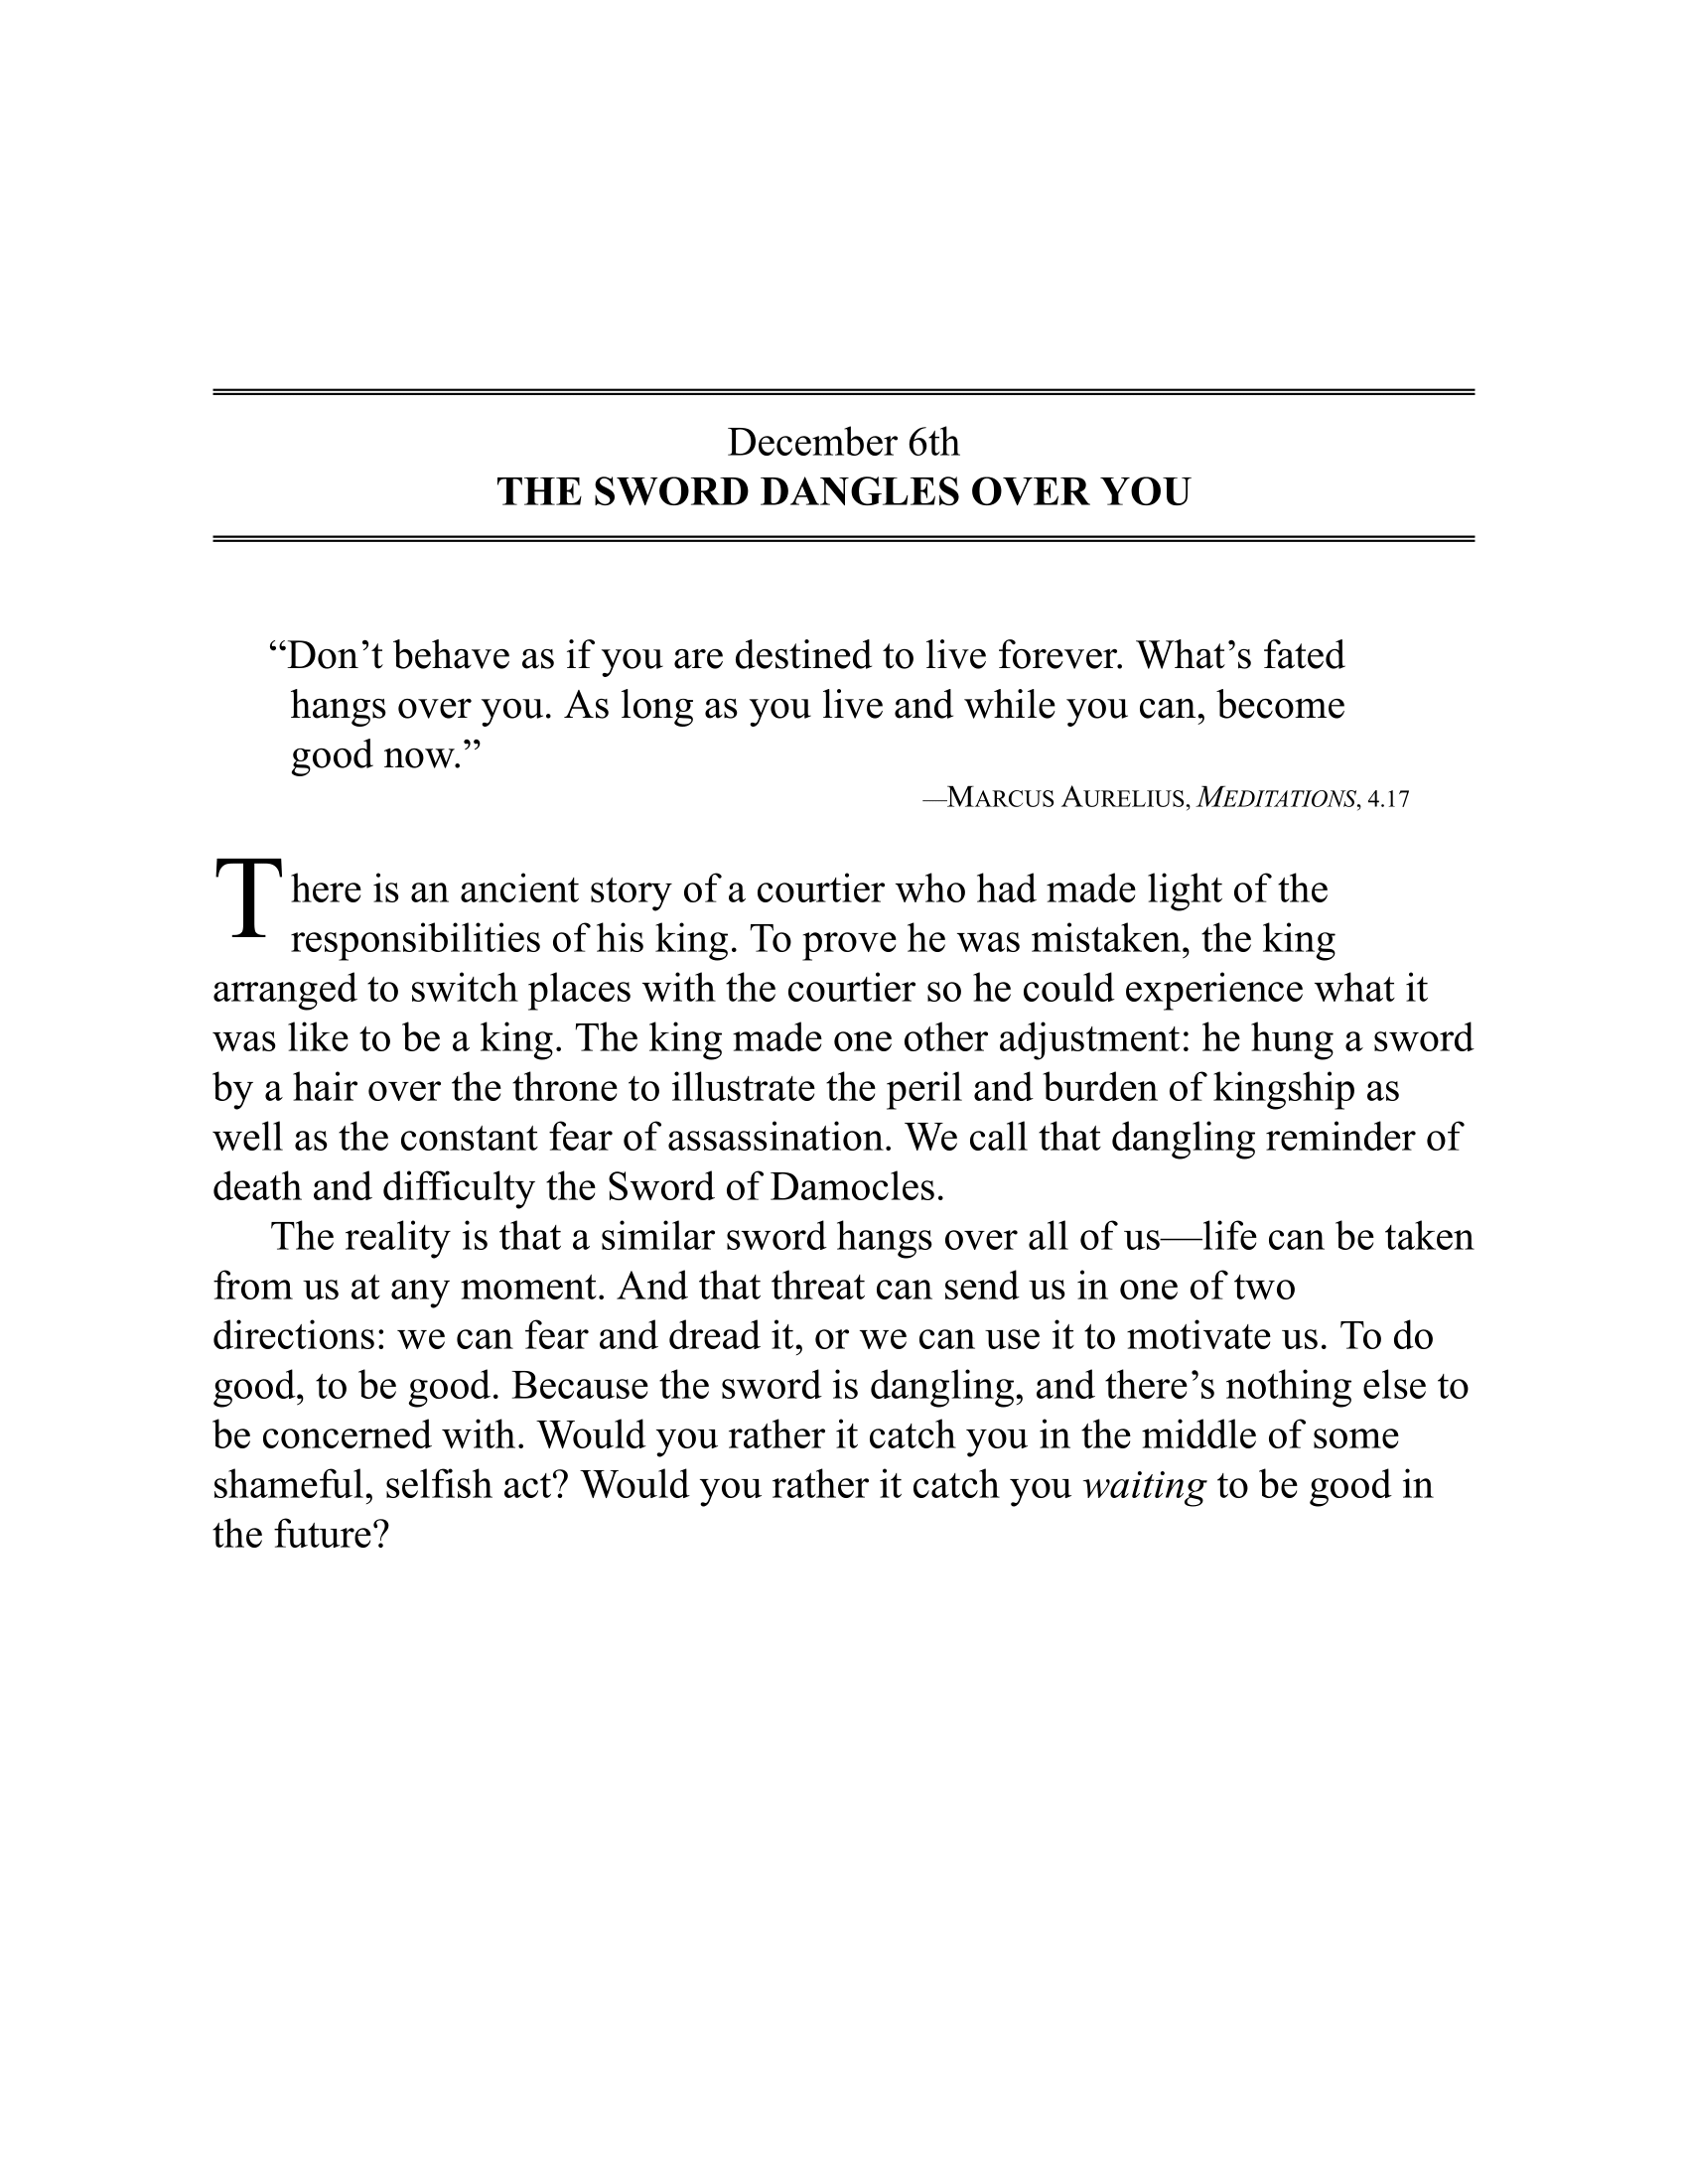 December 6th
THE SWORD DANGLES OVER YOU
“Don’t behave as if you are destined to live forever. What’s fated
hangs over you. As long as you live and while you can, become
good now.”
—MARCUS AURELIUS, MEDITATIONS, 4.17
There is an ancient story of a courtier who had made light of the
responsibilities of his king. To prove he was mistaken, the king
arranged to switch places with the courtier so he could experience what it
was like to be a king. The king made one other adjustment: he hung a sword
by a hair over the throne to illustrate the peril and burden of kingship as
well as the constant fear of assassination. We call that dangling reminder of
death and difficulty the Sword of Damocles.
The reality is that a similar sword hangs over all of us—life can be taken
from us at any moment. And that threat can send us in one of two
directions: we can fear and dread it, or we can use it to motivate us. To do
good, to be good. Because the sword is dangling, and there’s nothing else to
be concerned with. Would you rather it catch you in the middle of some
shameful, selfish act? Would you rather it catch you waiting to be good in
the future?